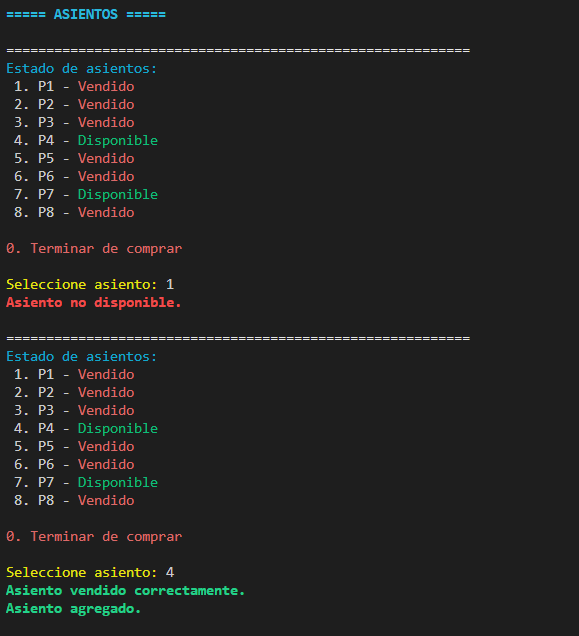 ===== ASIENTOS =====
==========================================================
Estado de asientos:
1. P1 - Vendido
2. P2 - Vendido
3. P3 - Vendido
4. P4 - Disponible
5. P5 - Vendido
6. P6 - Vendido
7. P7 - Disponible
8. P8 - Vendido
0. Terminar de comprar
Seleccione asiento: 1
Asiento no disponible.
==========================================================
Estado de asientos:
1. P1 - Vendido
2. P2 - Vendido
3. P3 - Vendido
4. P4 - Disponible
5. P5 - Vendido
6. P6 - Vendido
7. P7 - Disponible
8. P8 - Vendido
0. Terminar de comprar
Seleccione asiento: 4
Asiento vendido correctamente.
Asiento agregado.